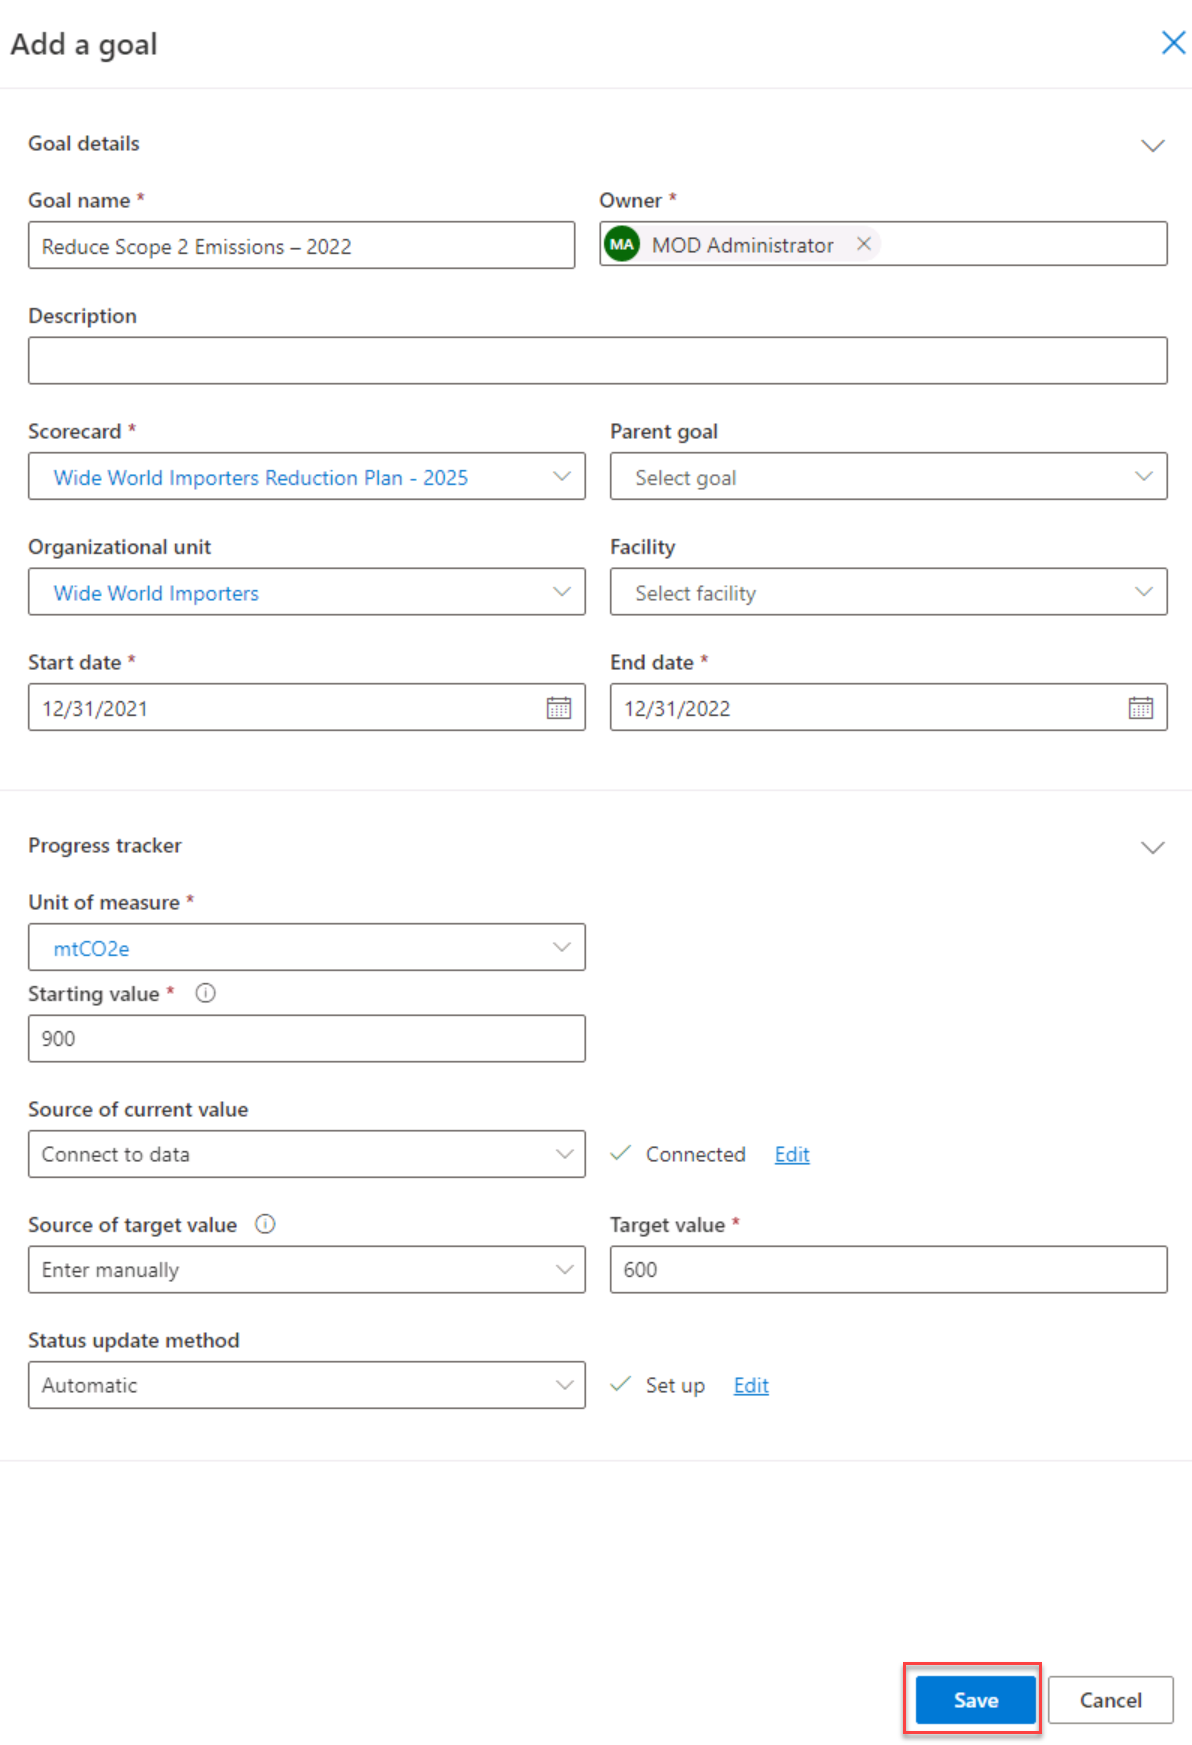 Add a goal
Goal details
Goal name * Owner *
Reduce Scope 2 Emissions – 2022 MA MOD Administrator
Description
Scorecard * Parent goal
Wide World Importers Reduction Plan - 2025 Select goal
Organizational unit Facility
Wide World Importers Select facility
Start date * End date *
12/31/2021 12/31/2022
Progress tracker
Unit of measure *
mtCO2e
Starting value *
900
Source of current value
Connect to data Connected Edit
Source of target value Target value *
Enter manually 600
Status update method
Automatic Set up Edit
Save Cancel